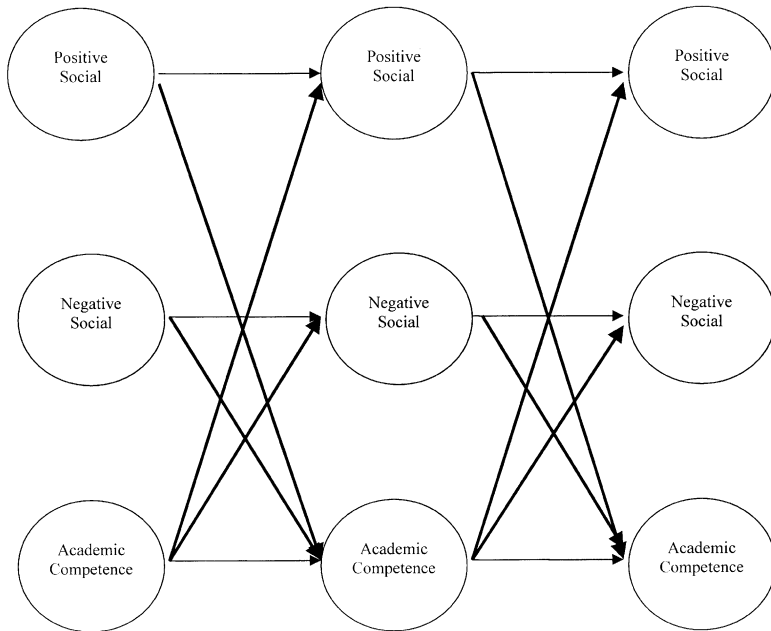 Positive
Social
Positive
Social
Positive
Social
Negative
Social
Negative
Social
Negative
Social
Academic
Competence
Academic
Competence
Academic
Competence